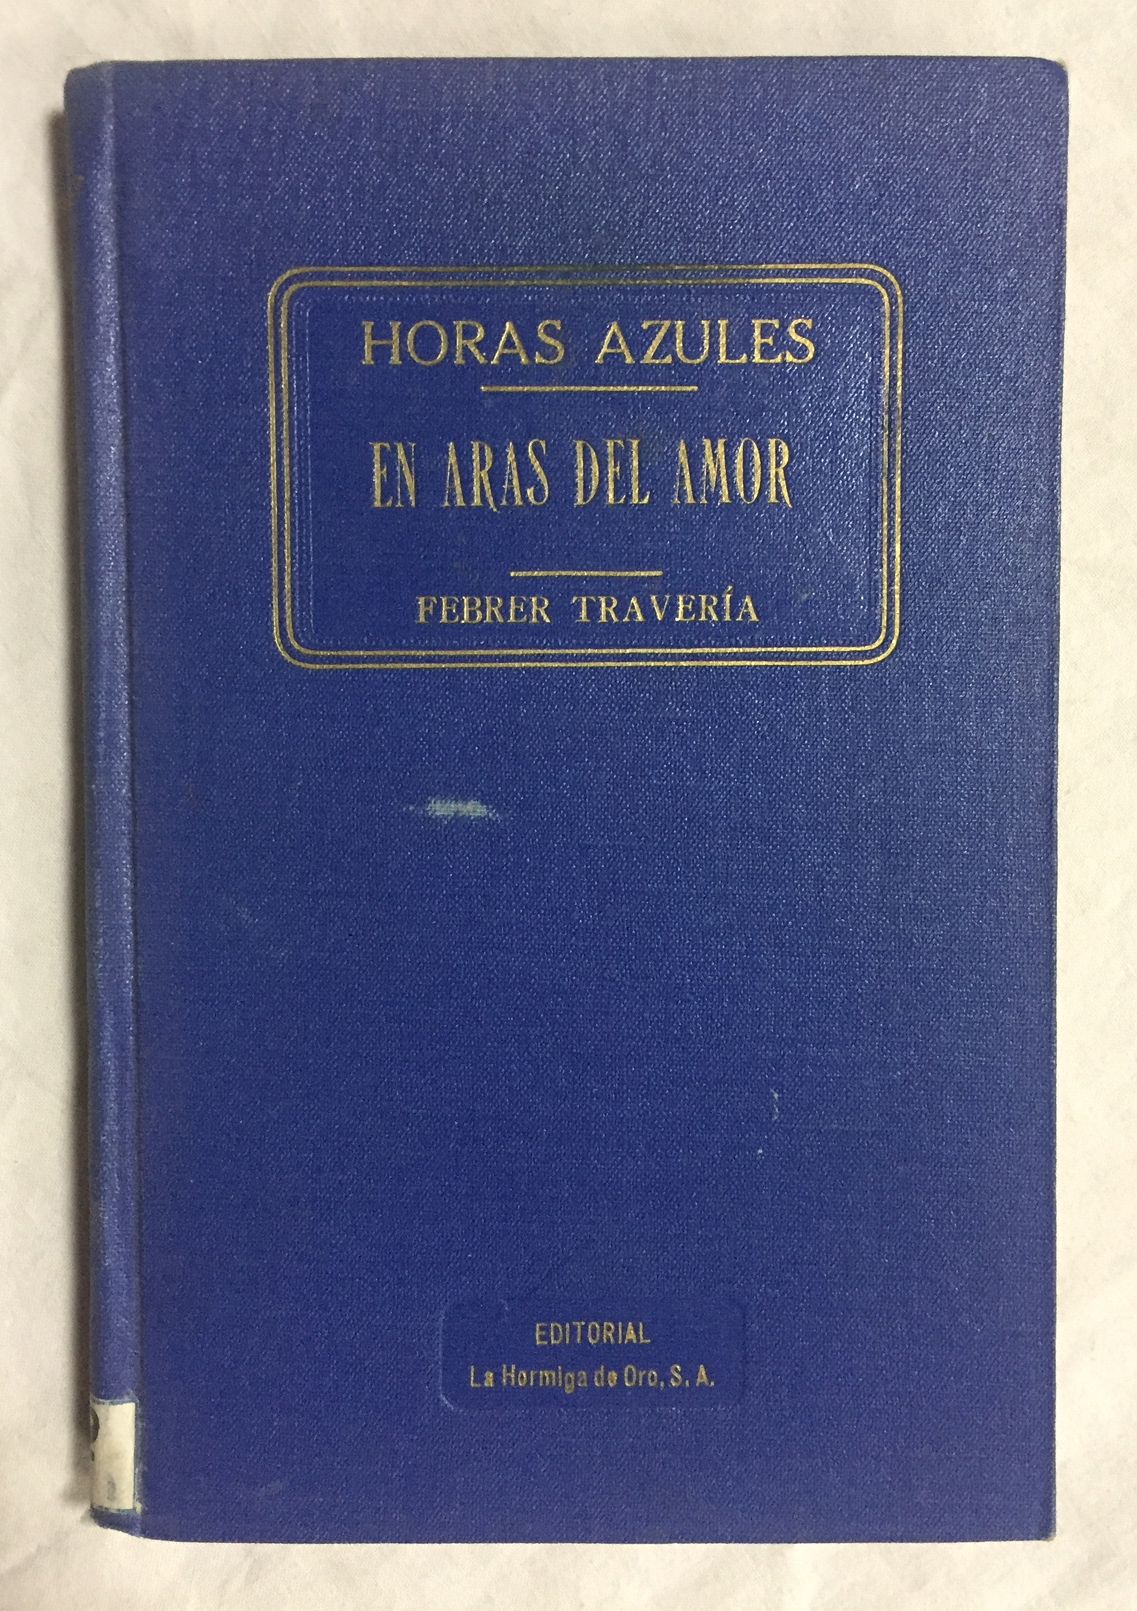 HORAS AZULES
EN ARAS DEL AMOR
FEBRER TRAVERÍA
EDITORIAL
La Hormiga de Oro, S. A.